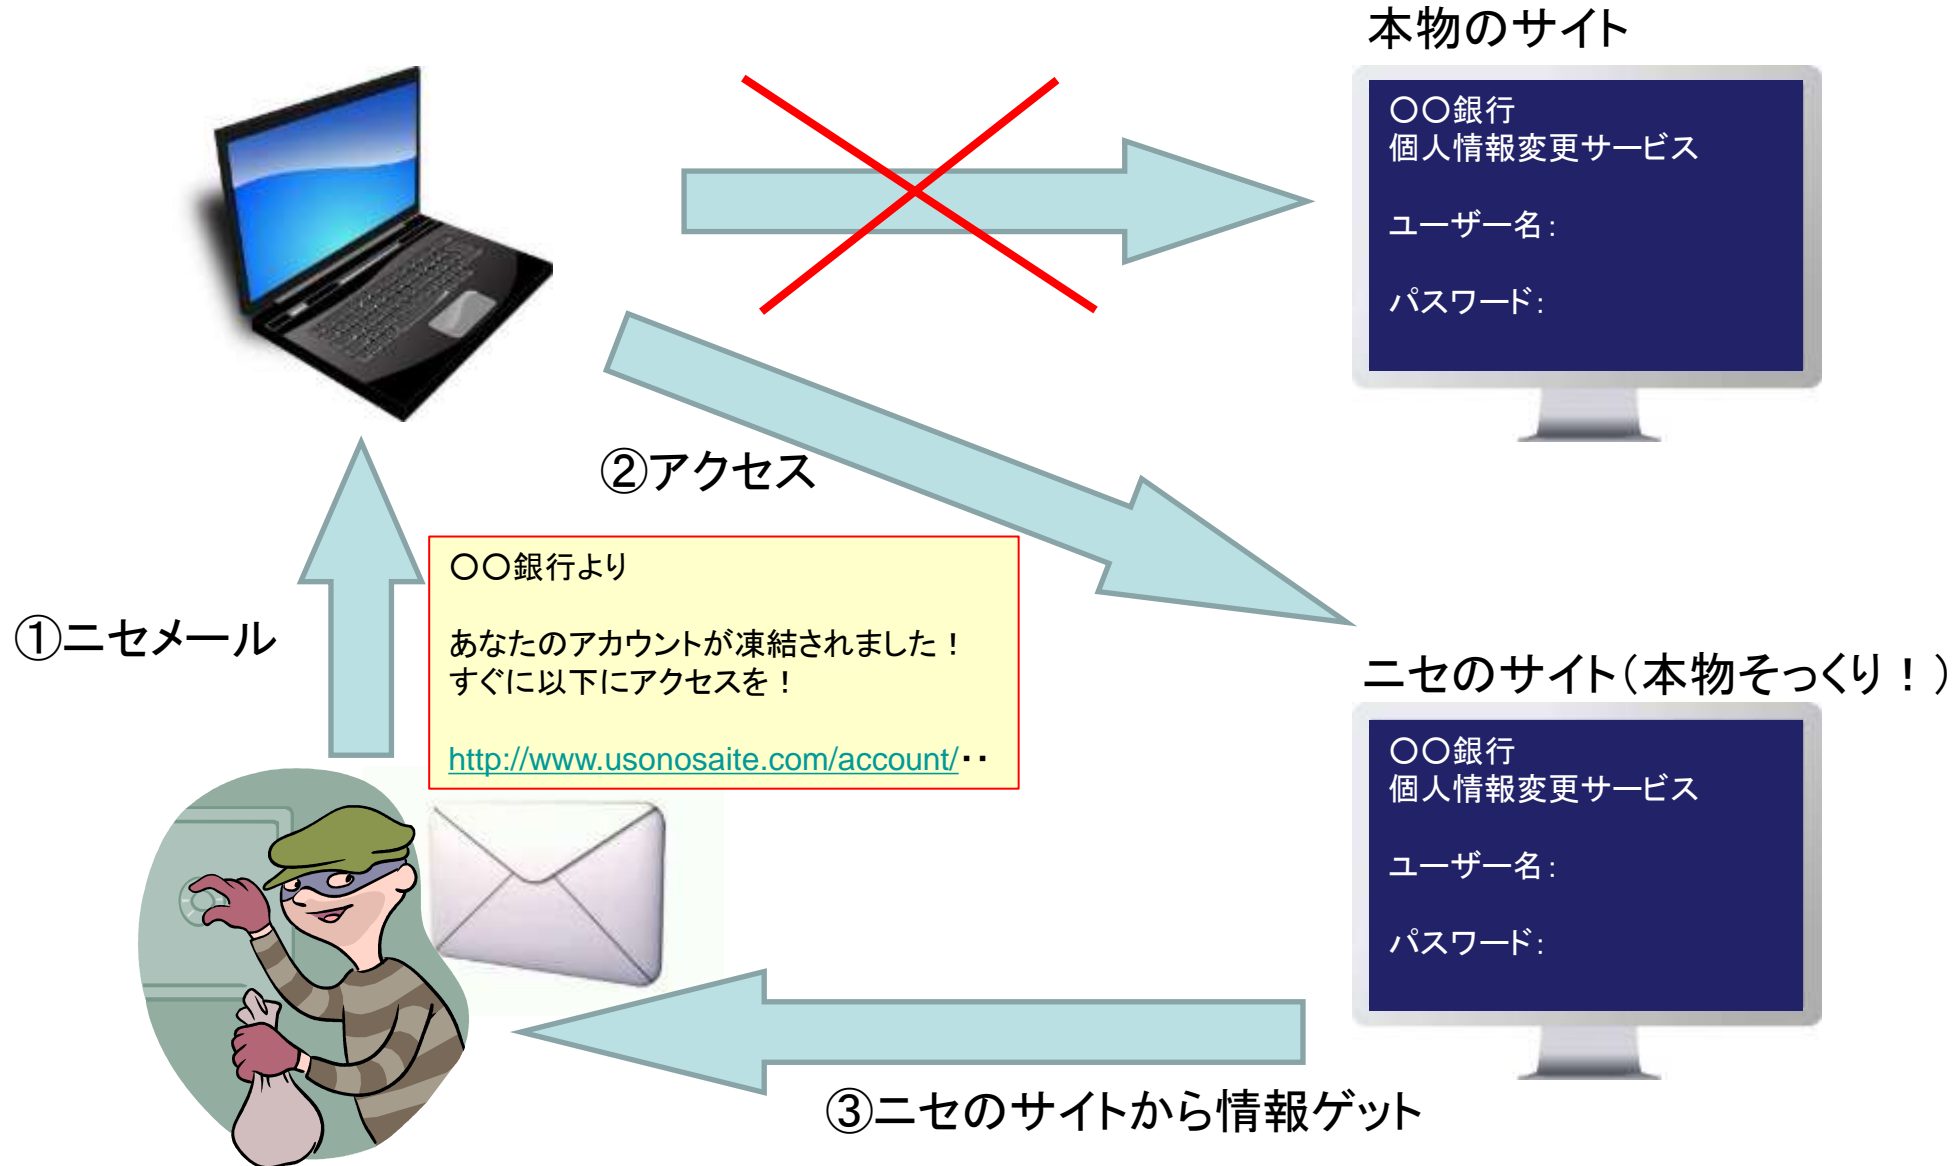 本物のサイト
〇〇銀行
個人情報変更サービス
ユーザー名：
パスワード：
②アクセス
①ニセメール
〇〇銀行より
あなたのアカウントが凍結されました！
すぐに以下にアクセスを！
http://www.usonosaite.com/account/・・
ニセのサイト（本物そっくり！）
〇〇銀行
個人情報変更サービス
ユーザー名：
パスワード：
③ニセのサイトから情報ゲット